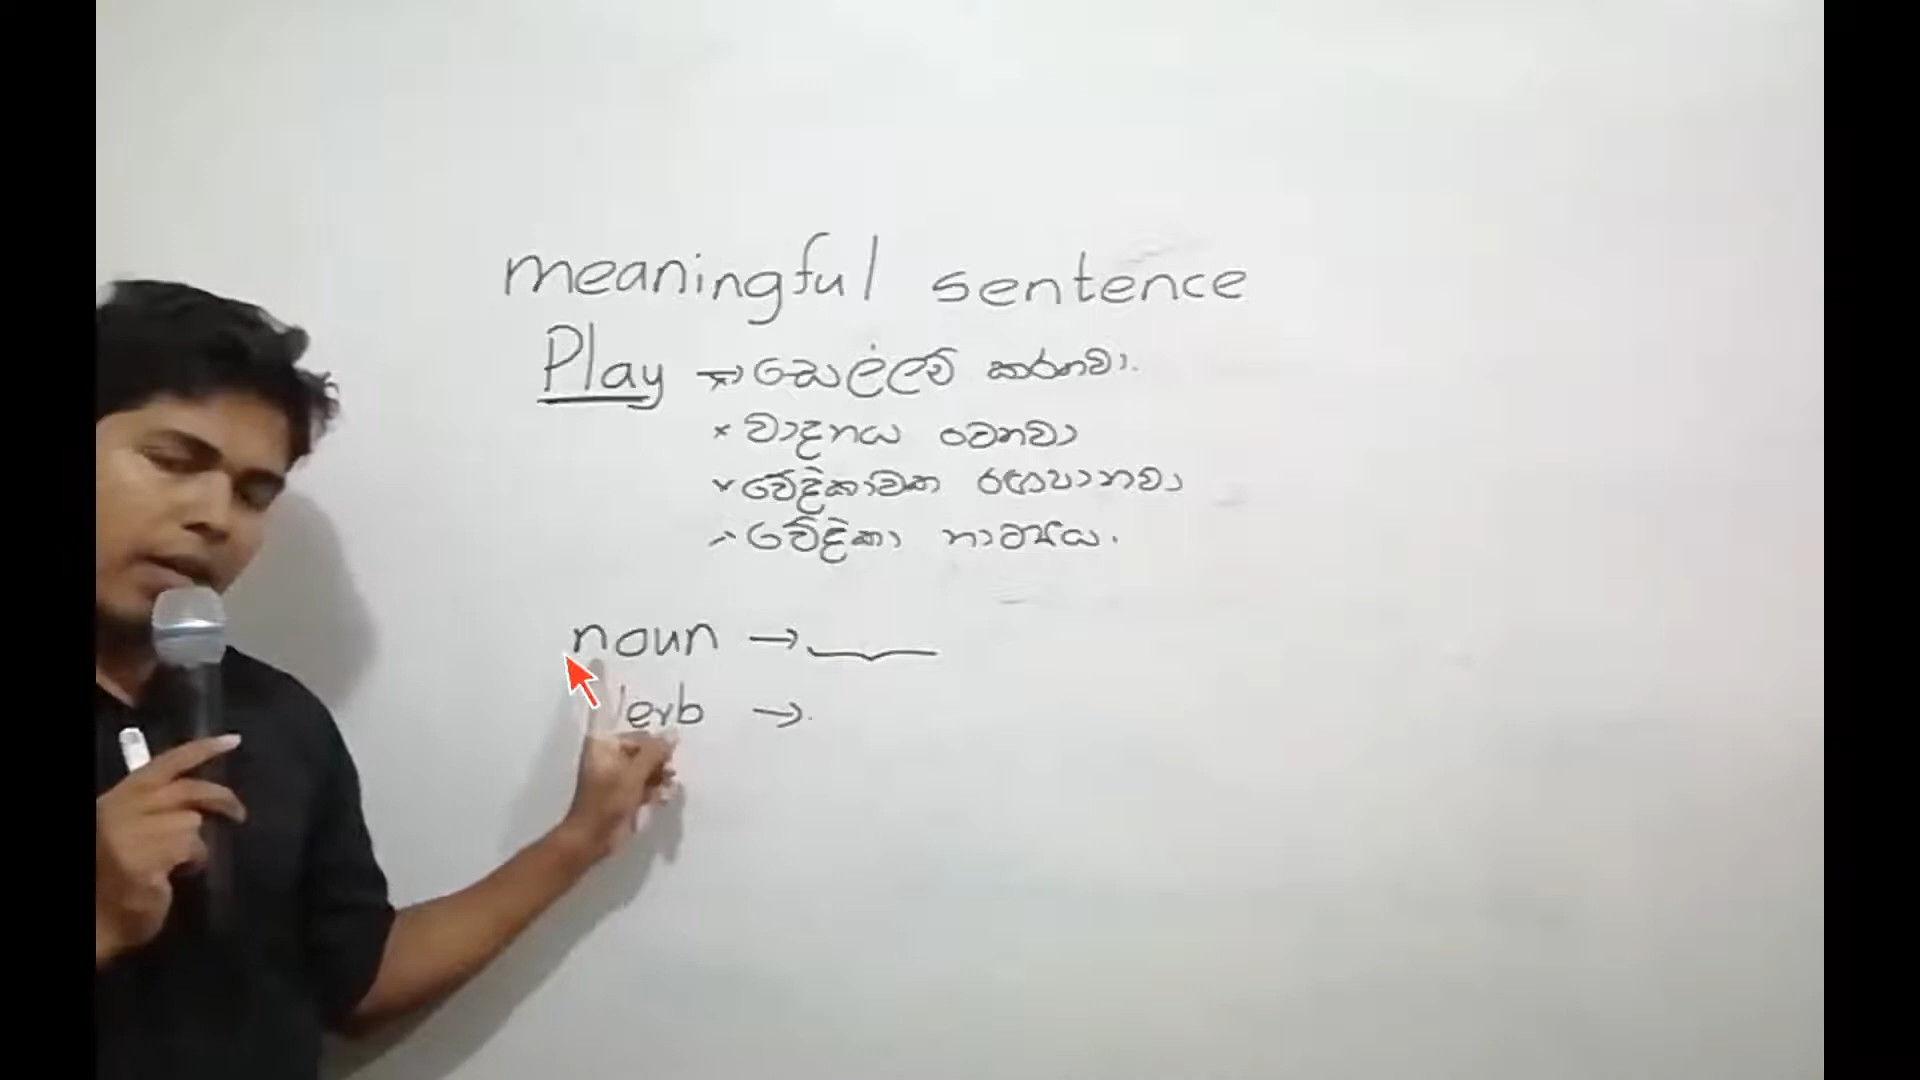 meaningful sentence
Play → සෙල්ලම් කරනවා.
× වාදනය වෙනවා
වේදිකාවක රඟපානවා
වේදිකා නාට්‍යය.
noun →
Verb →